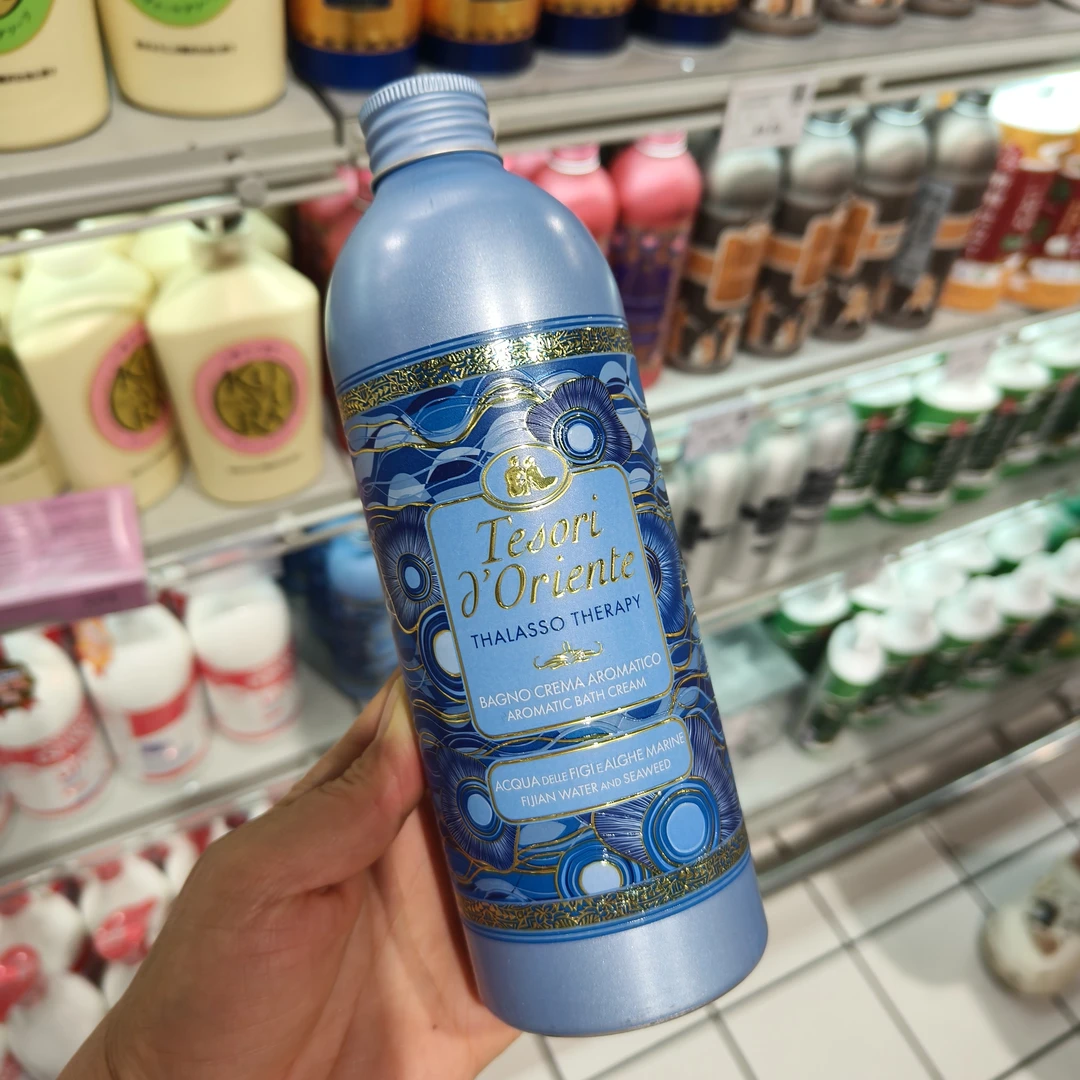 Tesori
d'Oriente
THALASSO THERAPY
BAGNO CREMA AROMATICO
AROMATIC BATH CREAM
ACQUA DELLE FIGI E ALGHE MARINE
FIJIAN WATER AND SEAWEED